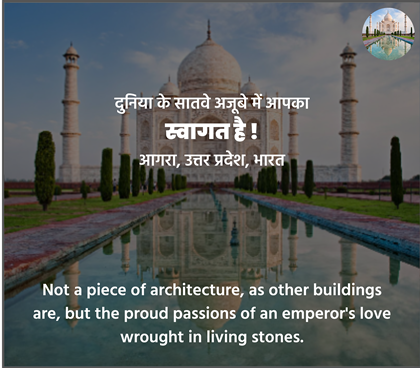 दुनिया के सातवे अजूबे में आपका
स्वागत है !
आगरा, उत्तर प्रदेश, भारत
Not a piece of architecture, as other buildings
are, but the proud passions of an emperor's love
wrought in living stones.